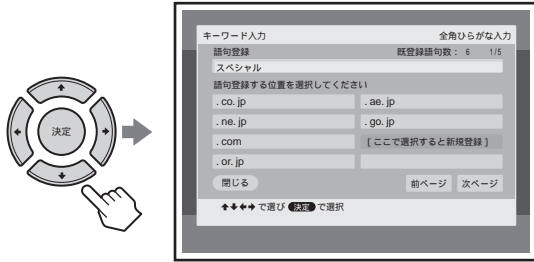 キーワード入力 全角ひらがな入力
語句登録 既登録語句数： 6 1/5
スペシャル
語句登録する位置を選択してください
. co. jp . ae. jp
. ne. jp . go. jp
. com [ ここで選択すると新規登録 ]
. or. jp
閉じる 前ページ 次ページ
で選び 決定 で選択
決定